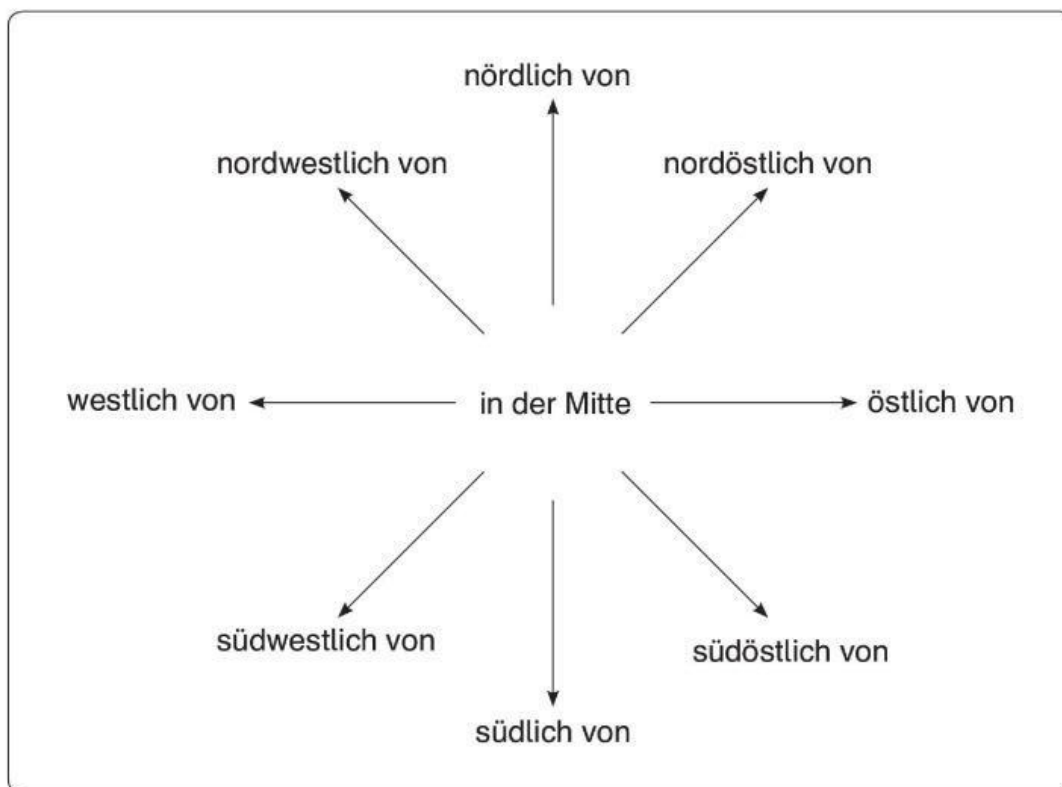 nördlich von
nordwestlich von
nordöstlich von
westlich von
in der Mitte
östlich von
südwestlich von
südöstlich von
südlich von